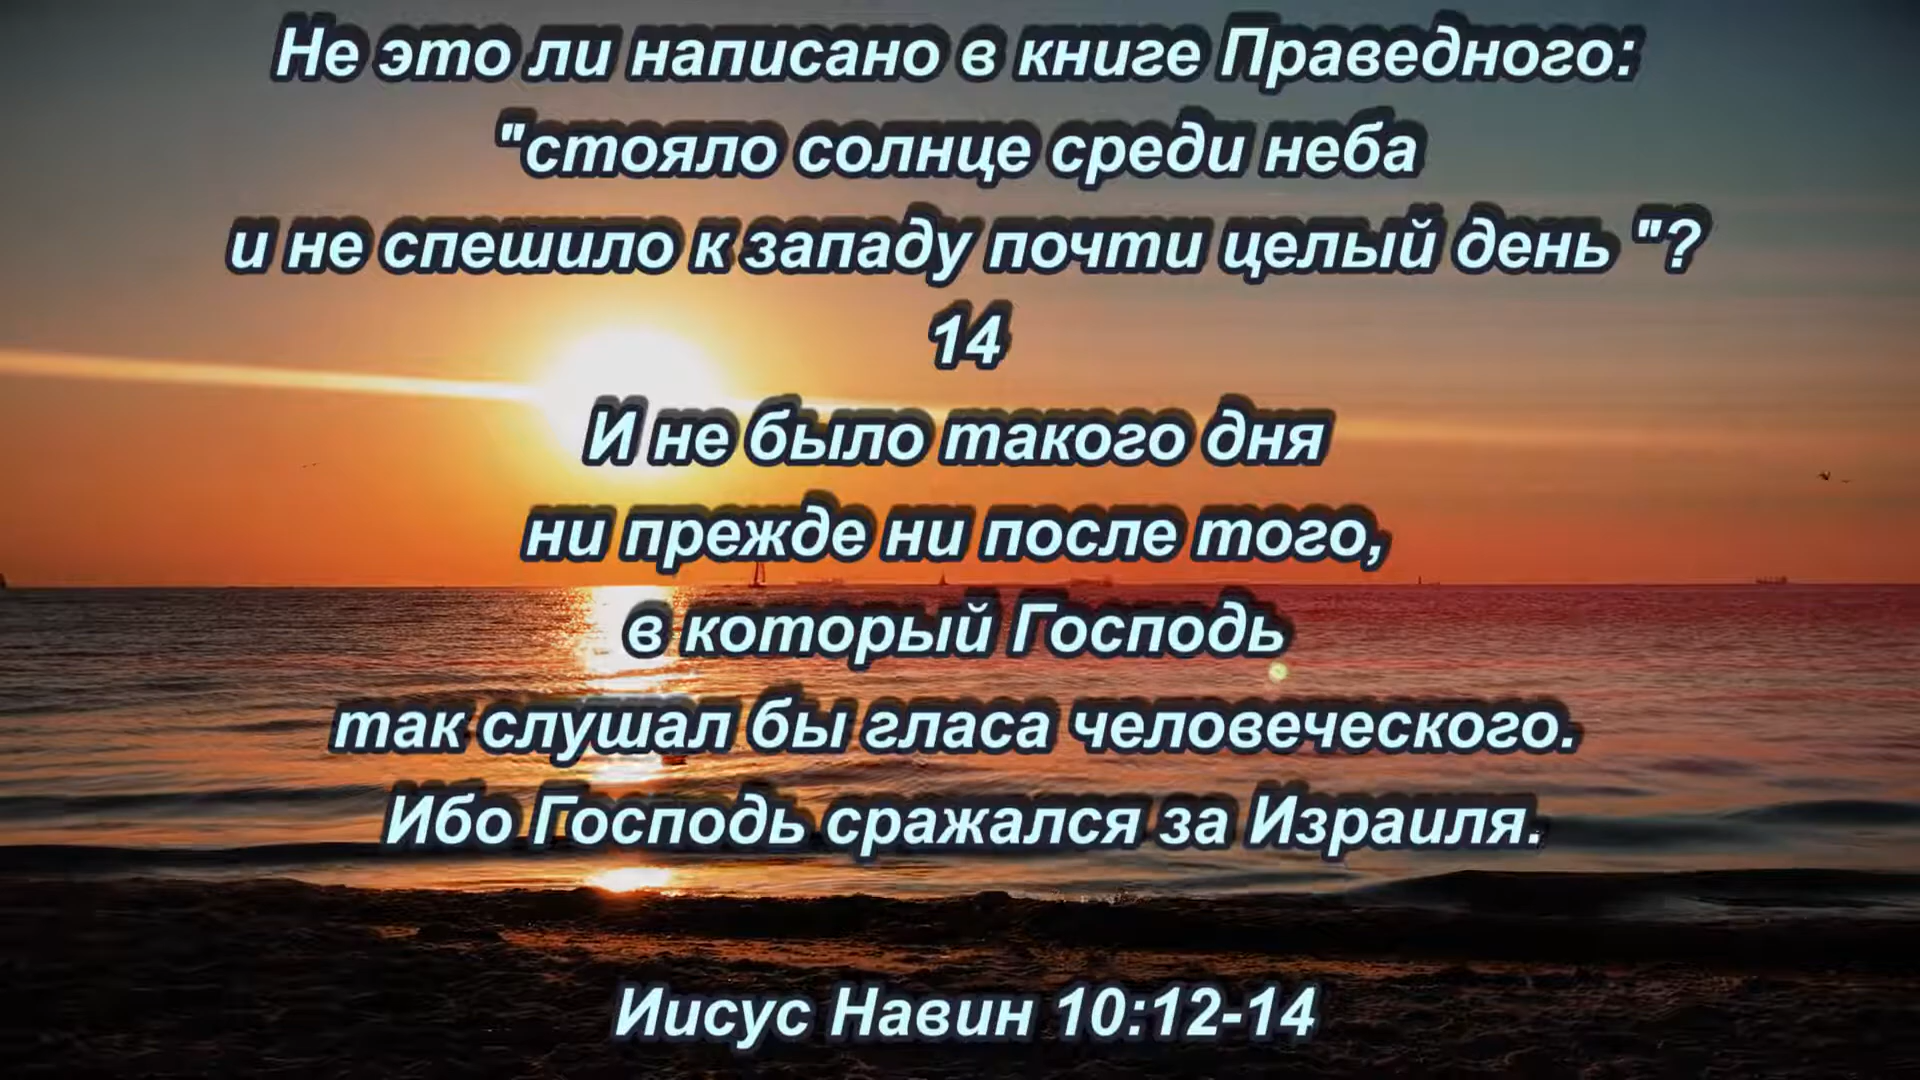 Не это ли написано в книге Праведного:
"стояло солнце среди неба
и не спешило к западу почти целый день "?
14
И не было такого дня
ни прежде ни после того,
в который Господь
так слушал бы гласа человеческого.
Ибо Господь сражался за Израиля.
Иисус Навин 10:12-14